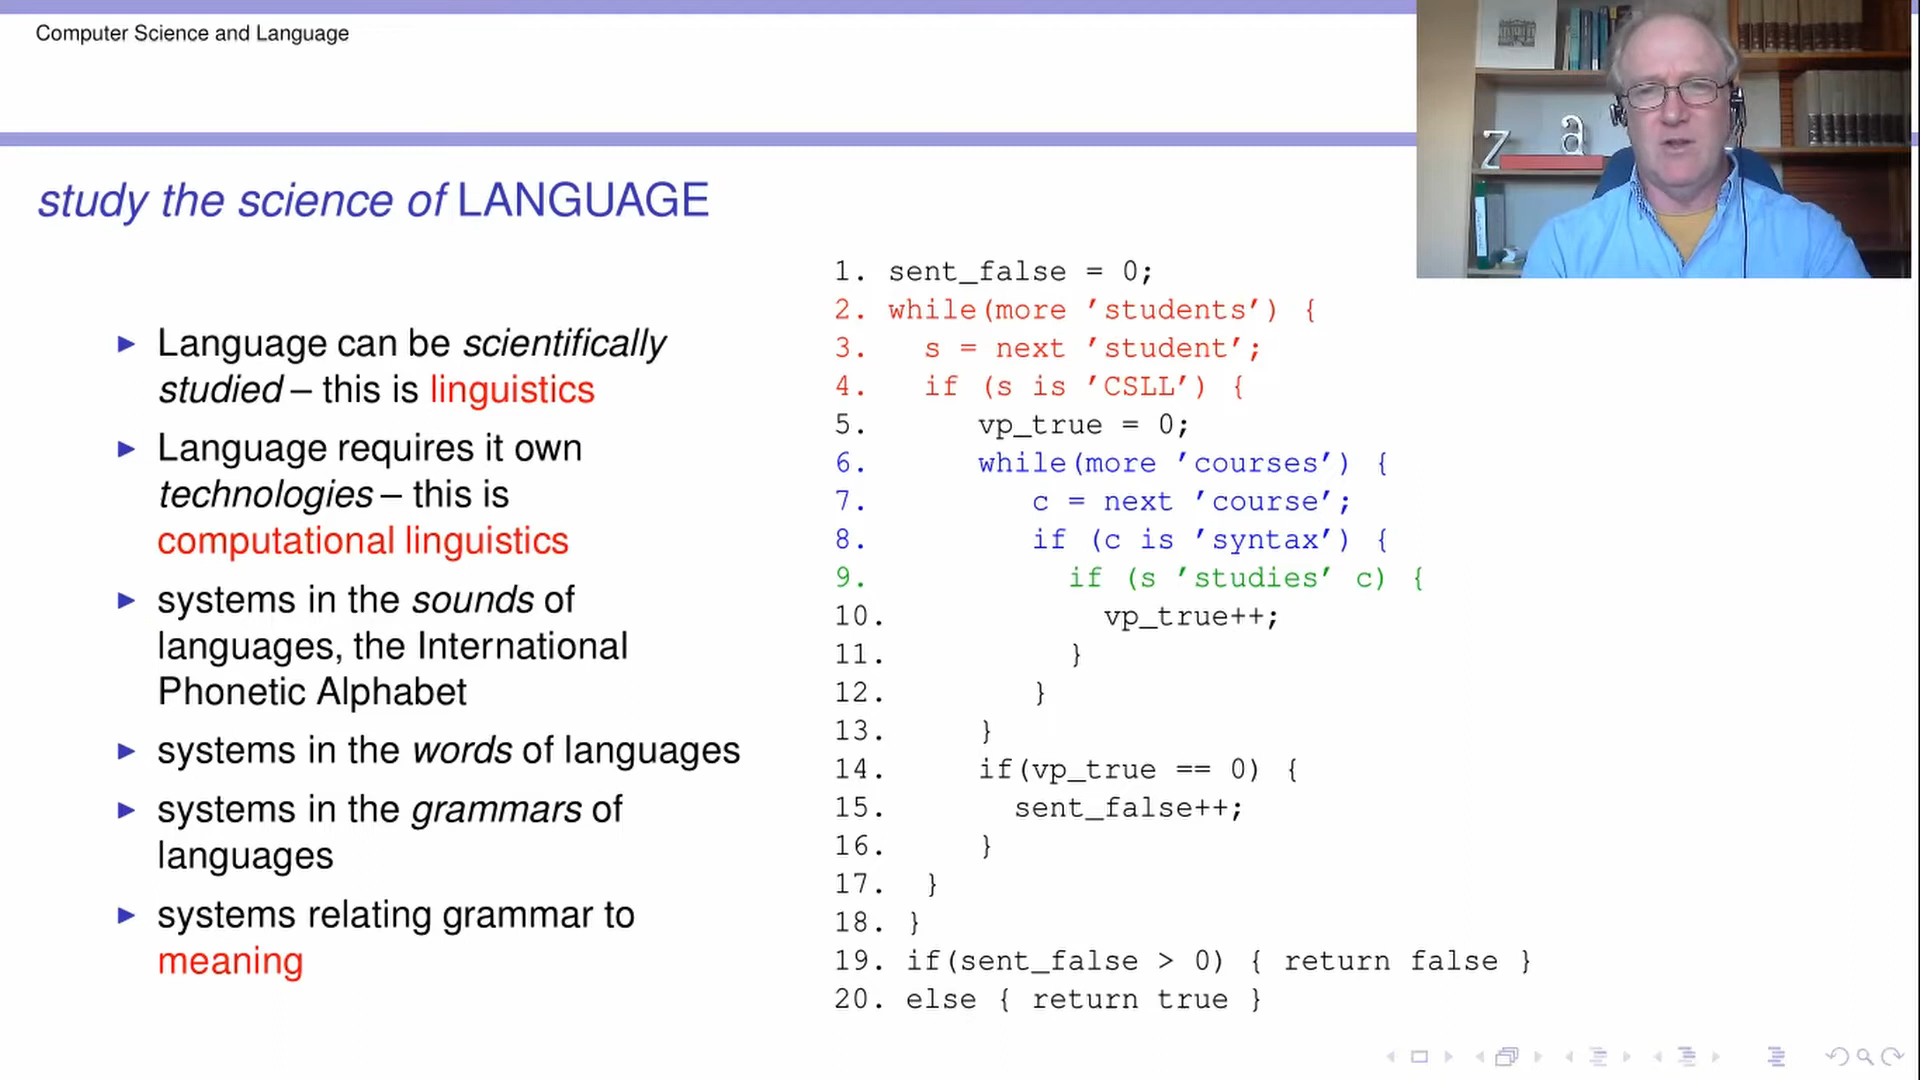 Computer Science and Language
study the science of LANGUAGE
Language can be scientifically
studied – this is linguistics
Language requires it own
technologies – this is
computational linguistics
systems in the sounds of
languages, the International
Phonetic Alphabet
systems in the words of languages
systems in the grammars of
languages
systems relating grammar to
meaning
1. sent_false = 0;
2. while(more ’students’) {
3. s = next ’student’;
4. if (s is ’CSLL’) {
5. vp_true = 0;
6. while(more ’courses’) {
7. c = next ’course’;
8. if (c is ’syntax’) {
9. if (s ’studies’ c) {
10. vp_true++;
11. }
12. }
13. }
14. if(vp_true == 0) {
15. sent_false++;
16. }
17. }
18. }
19. if(sent_false > 0) { return false }
20. else { return true }
z a